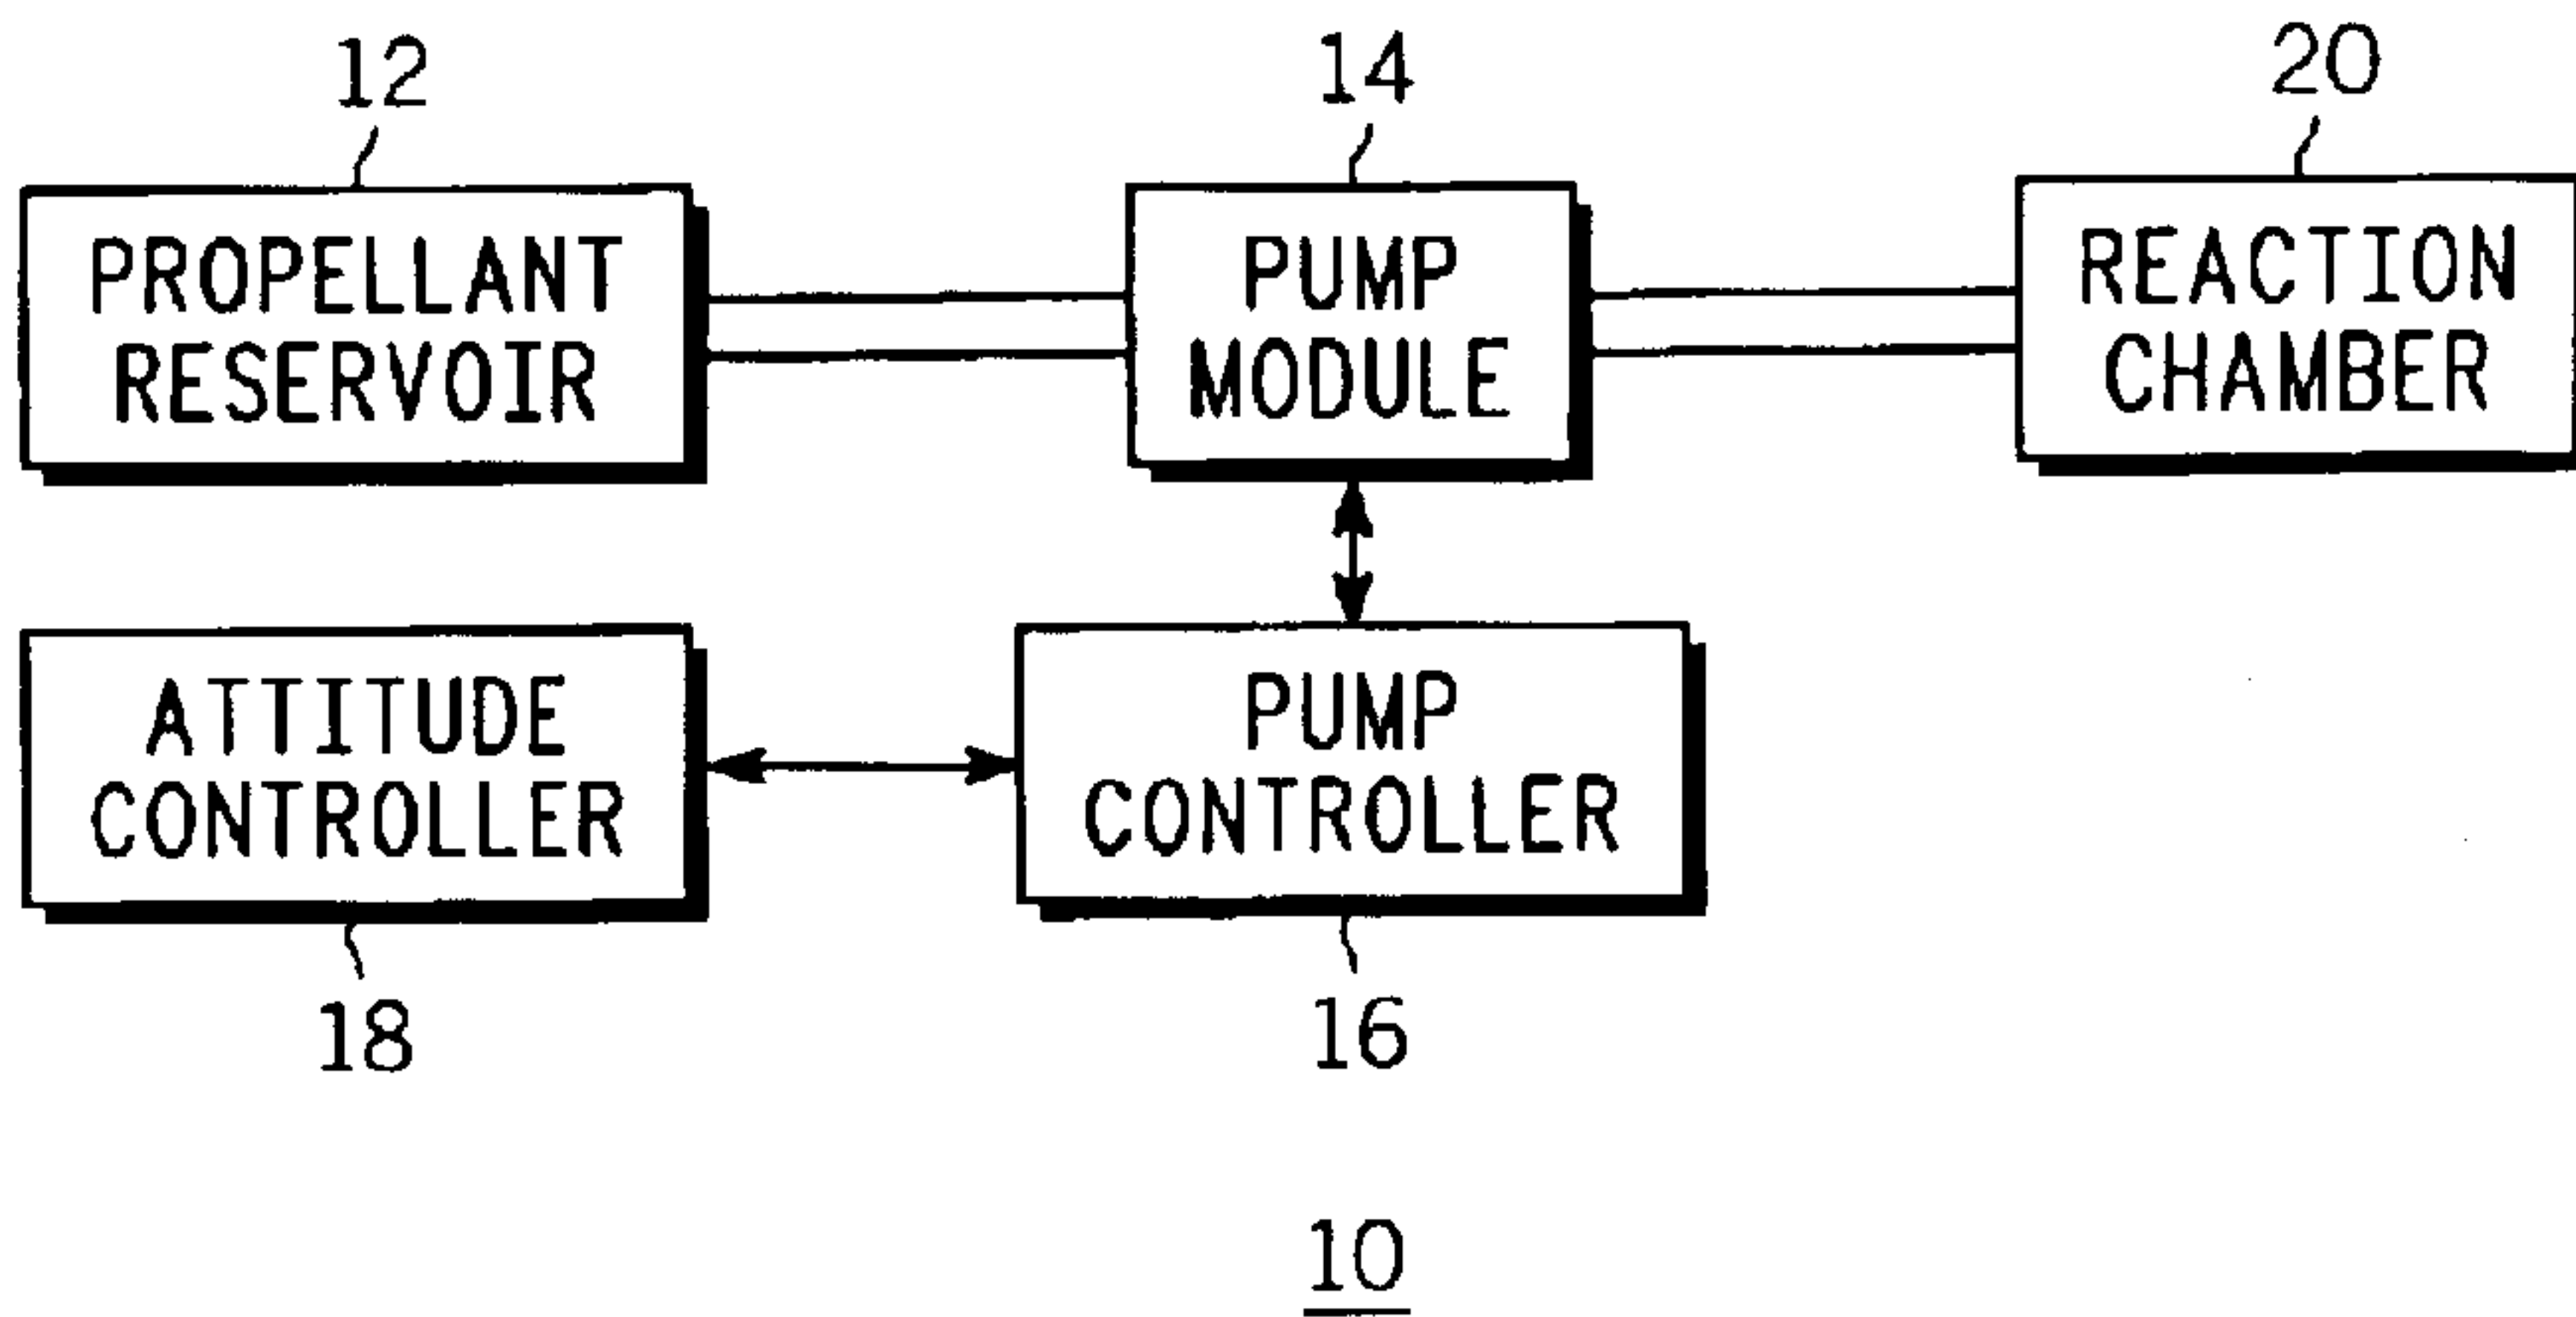 12
14
20
PROPELLANT
RESERVOIR
PUMP
MODULE
REACTION
CHAMBER
ATTITUDE
CONTROLLER
PUMP
CONTROLLER
18
16
10